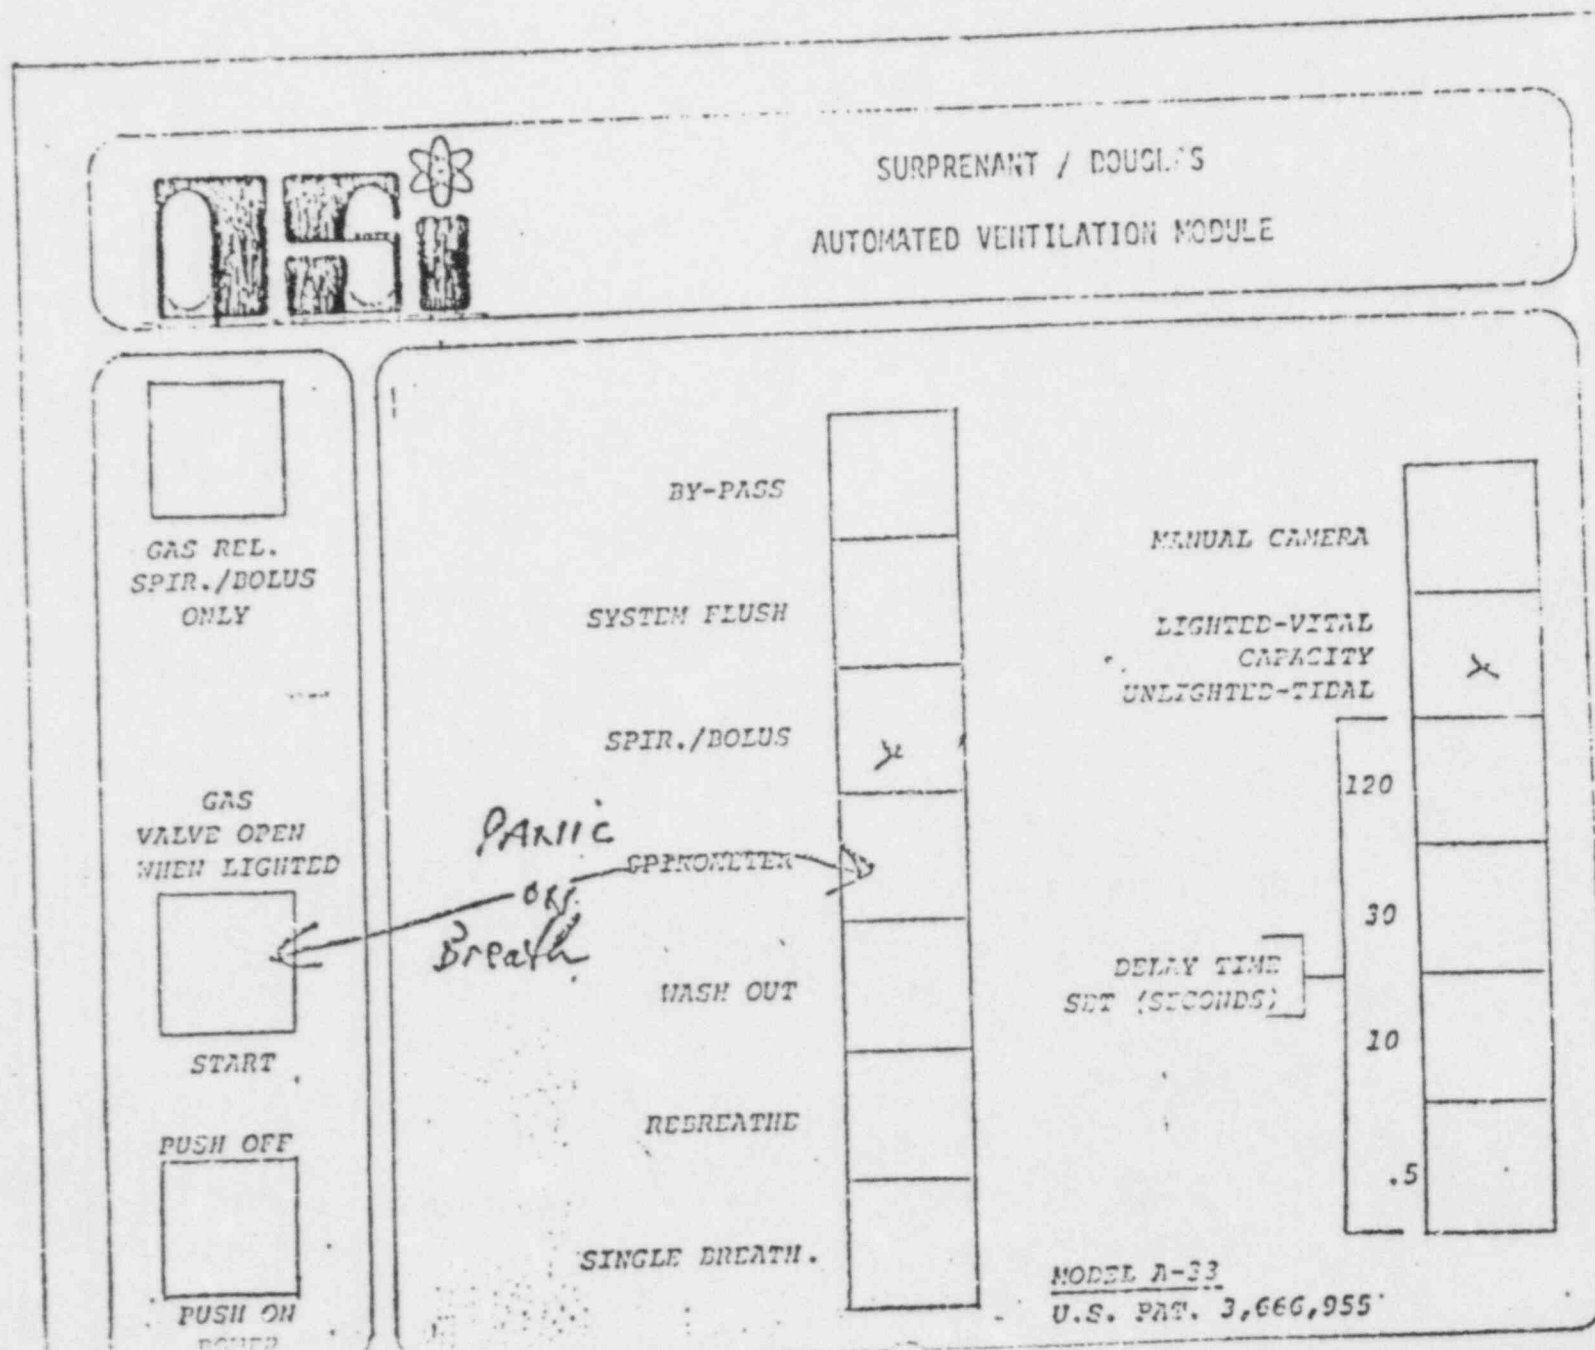 SURPRENANT / DOUGLAS
AUTOMATED VENTILATION MODULE
GAS REL.
SPIR./BOLUS
ONLY
GAS
VALVE OPEN
WHEN LIGHTED
START
PUSH OFF
PUSH ON
POWER
BY-PASS
SYSTEM FLUSH
SPIR./BOLUS
PANIC
SPIROMETER
Breath
WASH OUT
REBREATHE
SINGLE BREATH.
MANUAL CAMERA
LIGHTED-VITAL
CAPACITY
UNLIGHTED-TIDAL
120
30
DELAY TIME
SET (SECONDS)
10
.5
MODEL A-33
U.S. PAT. 3,666,955